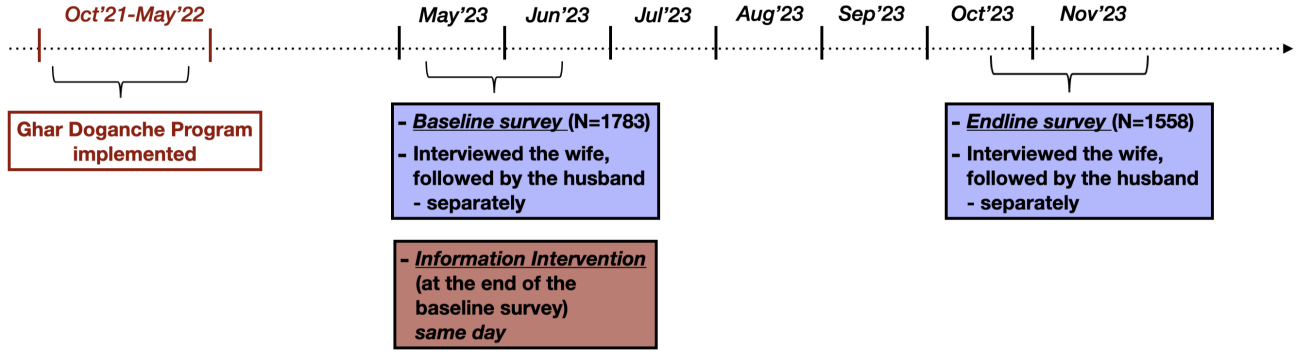 Oct’21-May’22
May’23
Jun’23
Jul’23
Aug’23
Sep’23
Oct’23
Nov’23
Ghar Doganche Program
implemented
- Baseline survey (N=1783)
- Interviewed the wife,
followed by the husband
- separately
- Endline survey (N=1558)
- Interviewed the wife,
followed by the husband
- separately
- Information Intervention
(at the end of the
baseline survey)
same day